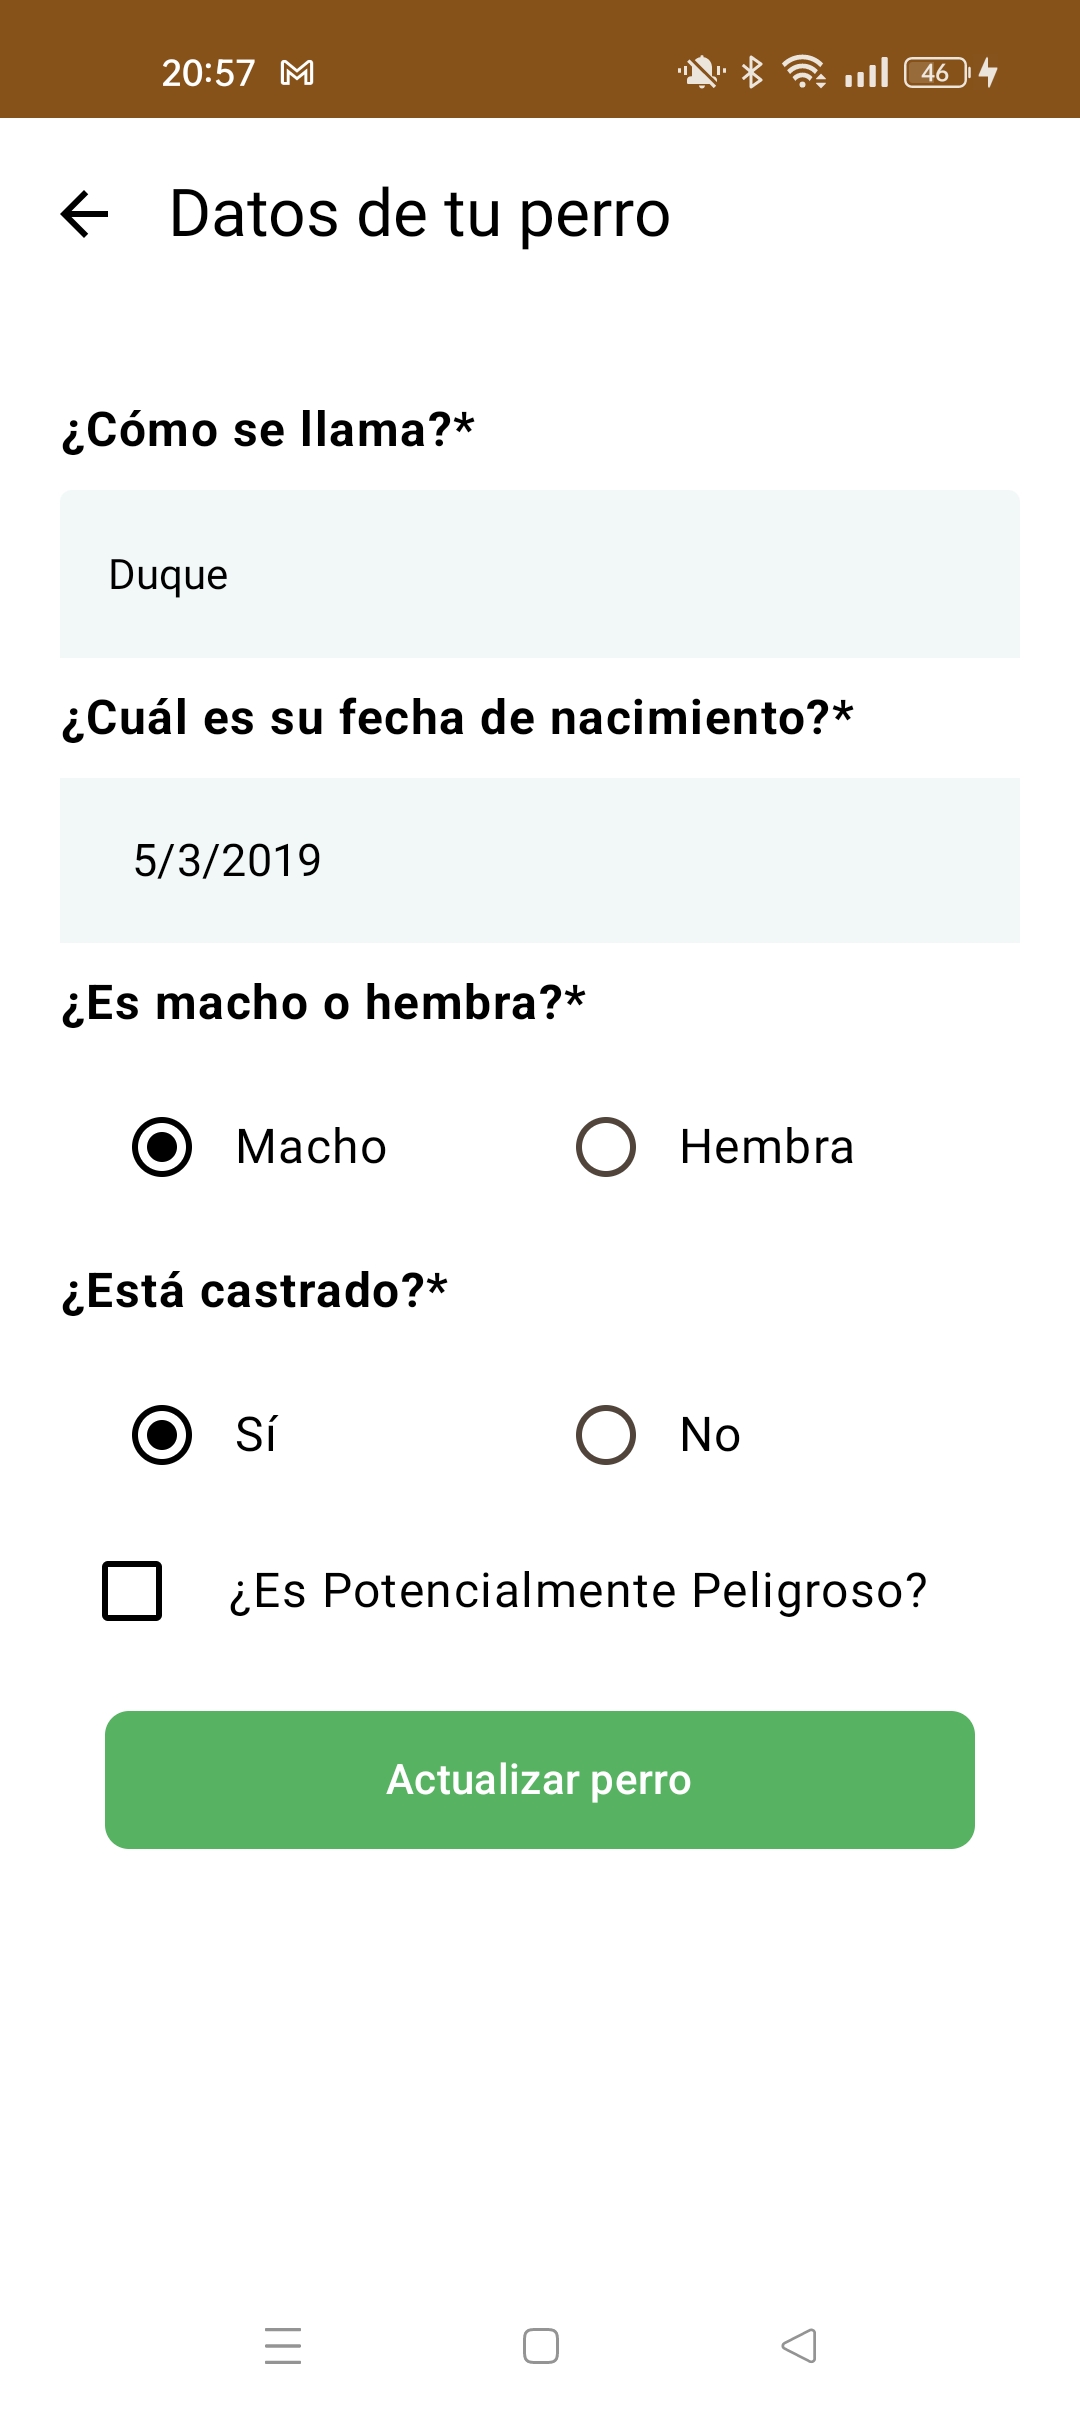 20:57
46
Datos de tu perro
¿Cómo se llama?*
Duque
¿Cuál es su fecha de nacimiento?*
5/3/2019
¿Es macho o hembra?*
Macho Hembra
¿Está castrado?*
Sí No
¿Es Potencialmente Peligroso?
Actualizar perro